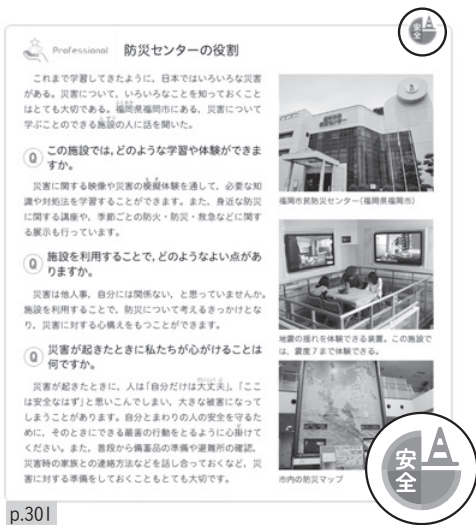 安全
A
Professional 防災センターの役割
これまで学習してきたように、日本ではいろいろな災害
がある。災害について、いろいろなことを知っておくこと
はとても大切である。福岡県福岡市にある、災害について
学ぶことのできる施設の人に話を聞いた。
Q この施設では、どのような学習や体験ができま
すか。
災害に関する映像や災害の模擬体験を通して、必要な知
識や対処法を学習することができます。また、身近な防災
に関する講座や、季節ごとの防火・防災・救急などに関す
る展示も行っています。
Q 施設を利用することで、どのようなよい点があ
りますか。
災害は他人事、自分には関係ない、と思っていませんか。
施設を利用することで、防災について考えるきっかけとな
り、災害に対する心構えをもつことができます。
Q 災害が起きたときに私たちが心がけることは
何ですか。
災害が起きたときに、人は「自分だけは大丈夫」、「ここ
は安全なはず」と思いこんでしまい、大きな被害になって
しまうことがあります。自分とまわりの人の安全を守るた
めに、そのときにできる最善の行動をとるように心掛けて
ください。また、普段から備蓄品の準備や避難所の確認、
災害時の家族との連絡方法などを話し合っておくなど、災
害に対する準備をしておくこともとても大切です。
福岡市民防災センター(福岡県福岡市)
地震の揺れを体験できる装置。この施設で
は、震度7まで体験できる。
市内の防災マップ
安全
A
p.301